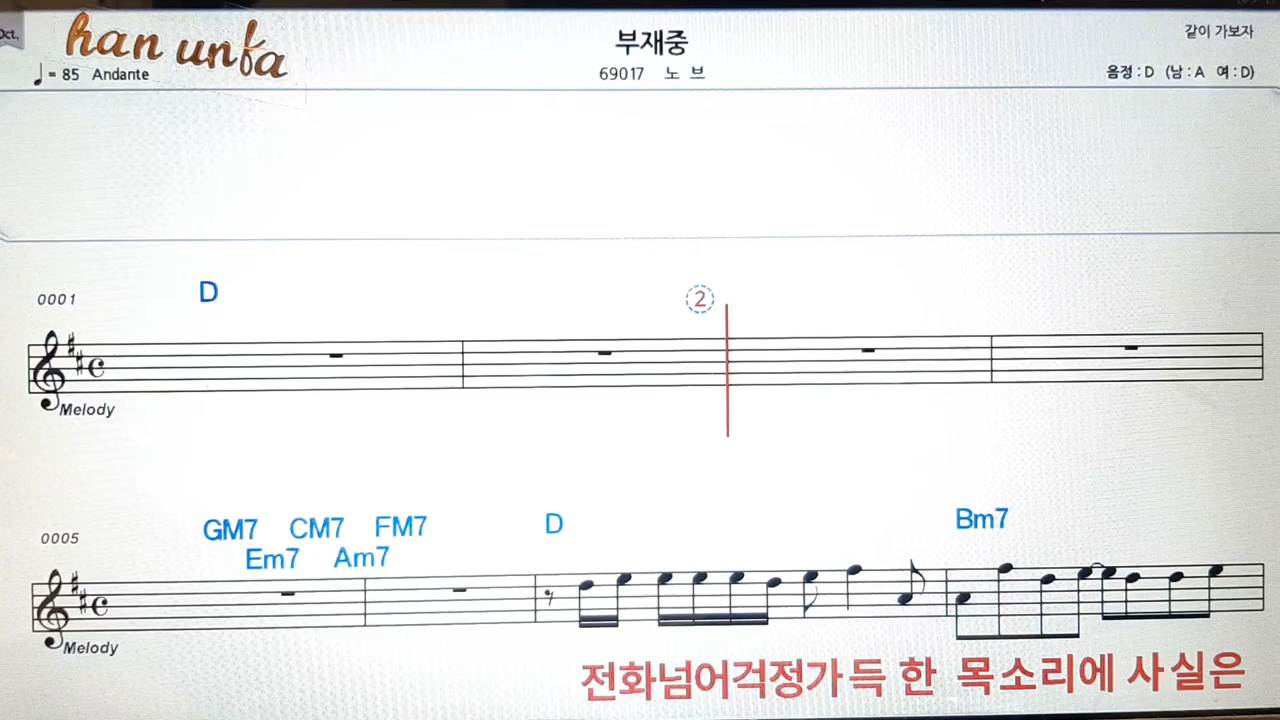 Oct.
han unfa
부재중
같이 가보자
♩= 85 Andante
69017 노 브
음정 : D (남 : A 여 : D)
0001
D
②
Melody
0005
GM7 CM7 FM7 D Bm7
Em7 Am7
Melody
전화넘어걱정가득 한 목소리에 사실은